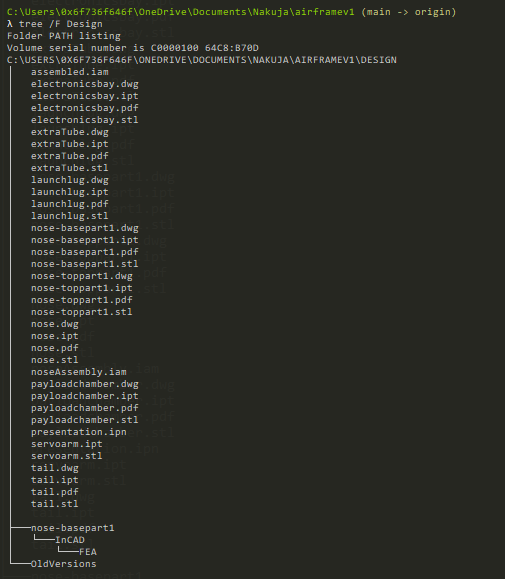 C:\Users\0x6f736f646f\OneDrive\Documents\Nakuja\airframev1 (main -> origin)
λ tree /F Design
Folder PATH listing
Volume serial number is C0000100 64C8:B70D
C:\USERS\0X6F736F646F\ONEDRIVE\DOCUMENTS\NAKUJA\AIRFRAMEV1\DESIGN
│   assembled.iam
│   electronicsbay.dwg
│   electronicsbay.ipt
│   electronicsbay.pdf
│   electronicsbay.stl
│   extraTube.dwg
│   extraTube.ipt
│   extraTube.pdf
│   extraTube.stl
│   launchlug.dwg
│   launchlug.ipt
│   launchlug.pdf
│   launchlug.stl
│   nose-basepart1.dwg
│   nose-basepart1.ipt
│   nose-basepart1.pdf
│   nose-basepart1.stl
│   nose-toppart1.dwg
│   nose-toppart1.ipt
│   nose-toppart1.pdf
│   nose-toppart1.stl
│   nose.dwg
│   nose.ipt
│   nose.pdf
│   nose.stl
│   noseAssembly.iam
│   payloadchamber.dwg
│   payloadchamber.ipt
│   payloadchamber.pdf
│   payloadchamber.stl
│   presentation.ipn
│   servoarm.ipt
│   servoarm.stl
│   tail.dwg
│   tail.ipt
│   tail.pdf
│   tail.stl
│
├───nose-basepart1
│   └───InCAD
│       └───FEA
└───OldVersions